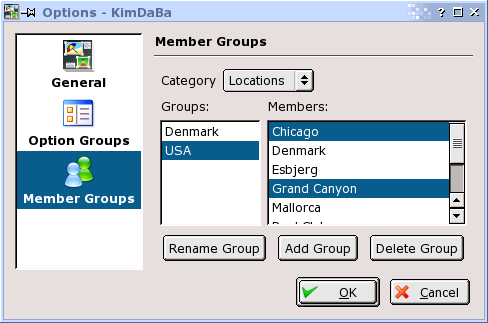 Options - KimDaBa
General
Option Groups
Member Groups
Member Groups
Category Locations
Groups: Members:
Denmark
USA
Chicago
Denmark
Esbjerg
Grand Canyon
Mallorca
Rename Group Add Group Delete Group
OK Cancel